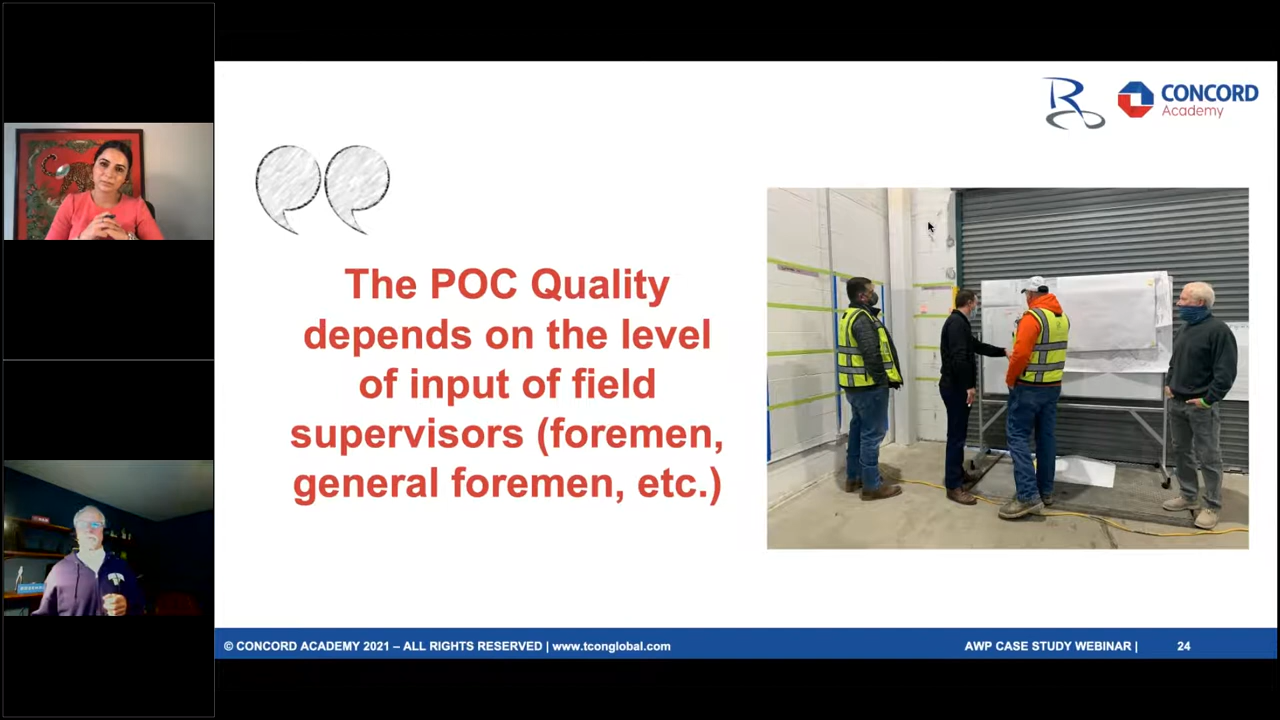 R
CONCORD
Academy
The POC Quality
depends on the level
of input of field
supervisors (foremen,
general foremen, etc.)
© CONCORD ACADEMY 2021 – ALL RIGHTS RESERVED | www.tconglobal.com
AWP CASE STUDY WEBINAR |
24